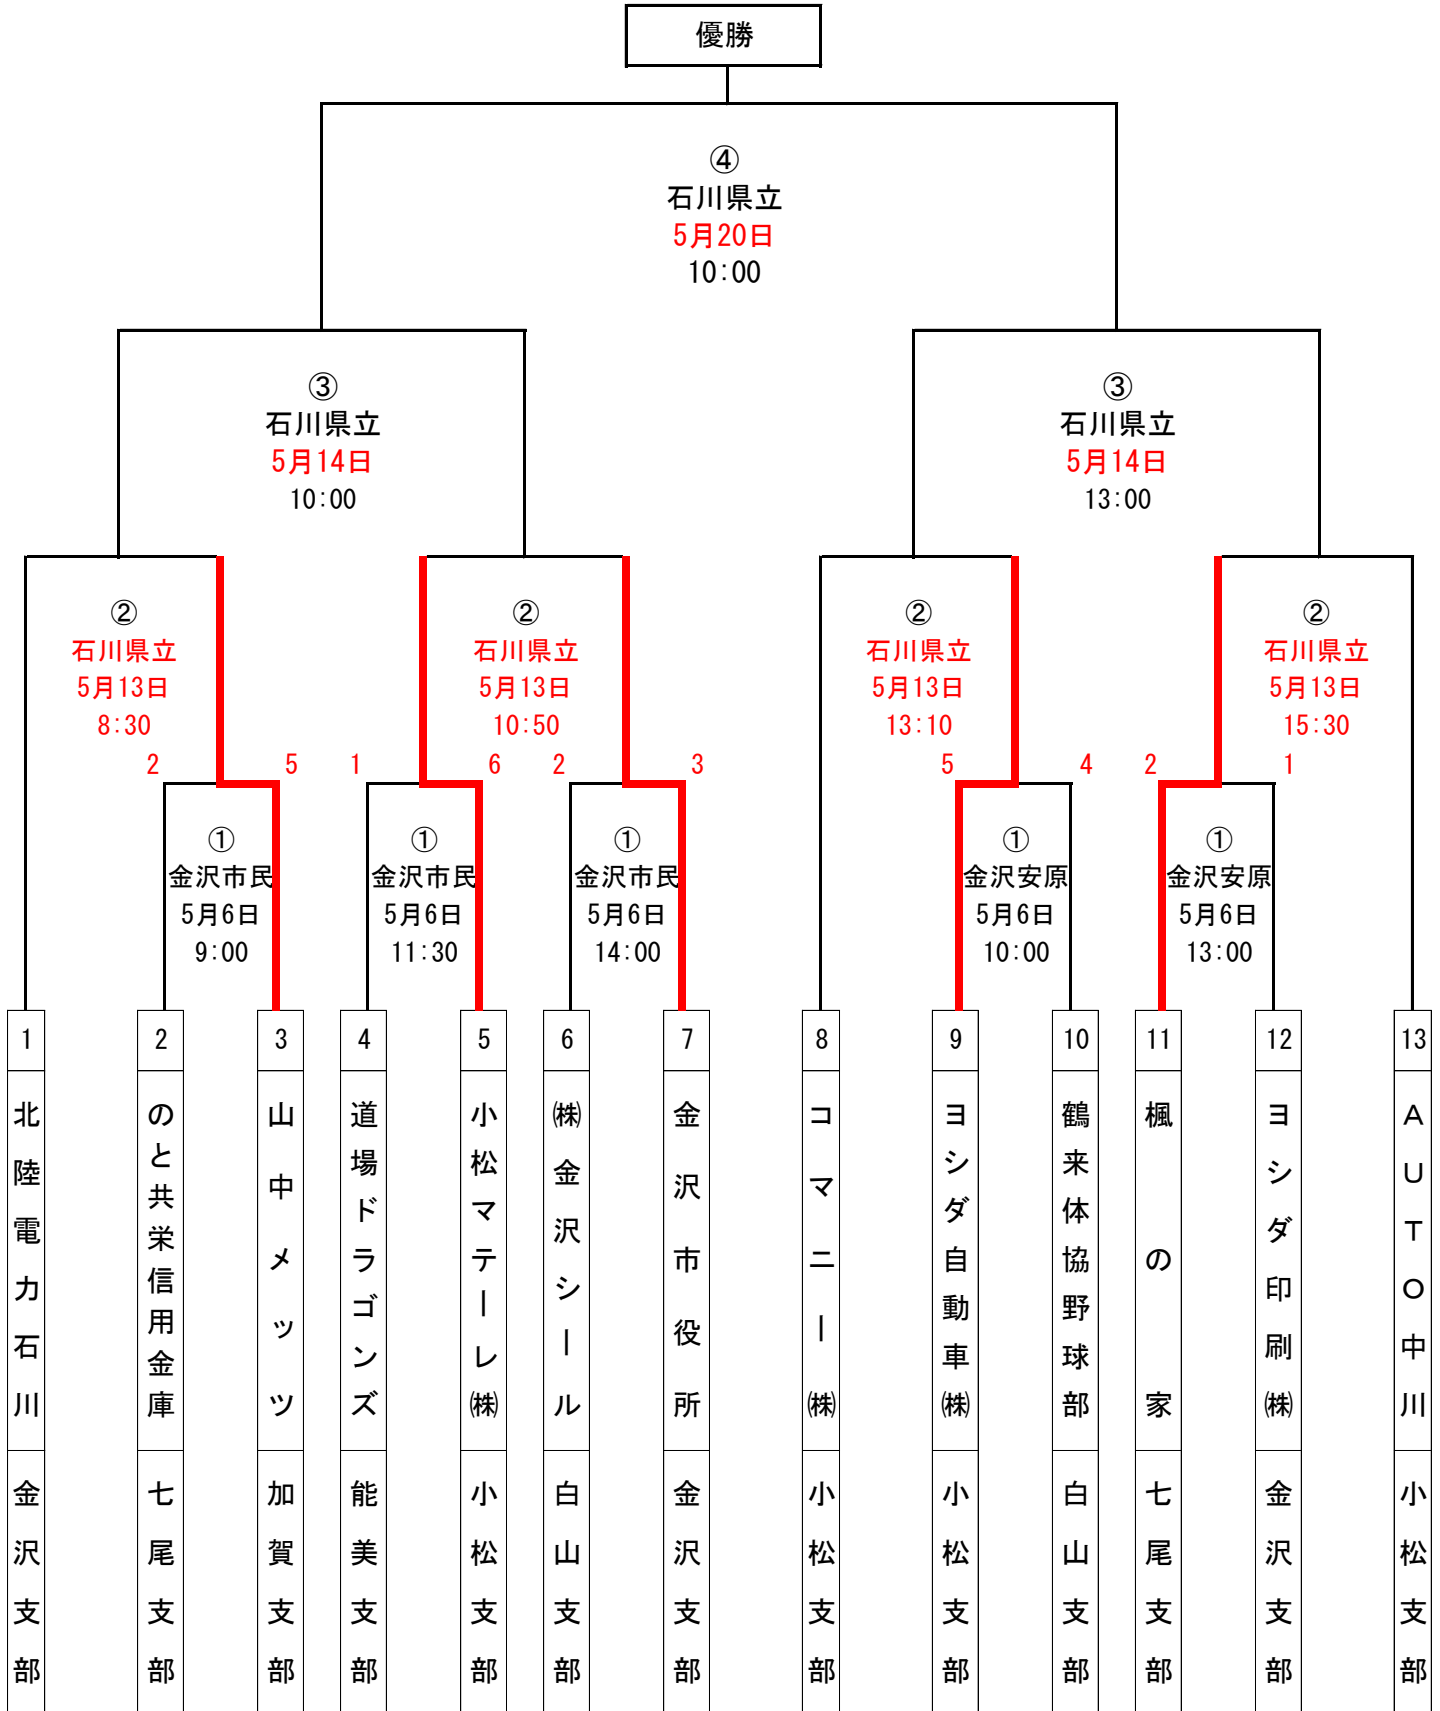 優勝
④
石川県立
5月20日
10:00
③
石川県立
5月14日
10:00
③
石川県立
5月14日
13:00
②
石川県立
5月13日
8:30
②
石川県立
5月13日
10:50
②
石川県立
5月13日
13:10
②
石川県立
5月13日
15:30
2
5
1
6
2
3
5
4
2
1
①
金沢市民
5月6日
9:00
①
金沢市民
5月6日
11:30
①
金沢市民
5月6日
14:00
①
金沢安原
5月6日
10:00
①
金沢安原
5月6日
13:00
1
北陸電力石川
金沢支部
2
のと共栄信用金庫
七尾支部
3
山中メッツ
加賀支部
4
道場ドラゴンズ
能美支部
5
小松マテーレ㈱
小松支部
6
㈱金沢シール
白山支部
7
金沢市役所
金沢支部
8
コマニー㈱
小松支部
9
ヨシダ自動車㈱
小松支部
10
鶴来体協野球部
白山支部
11
楓の家
七尾支部
12
ヨシダ印刷㈱
金沢支部
13
AUTO中川
小松支部